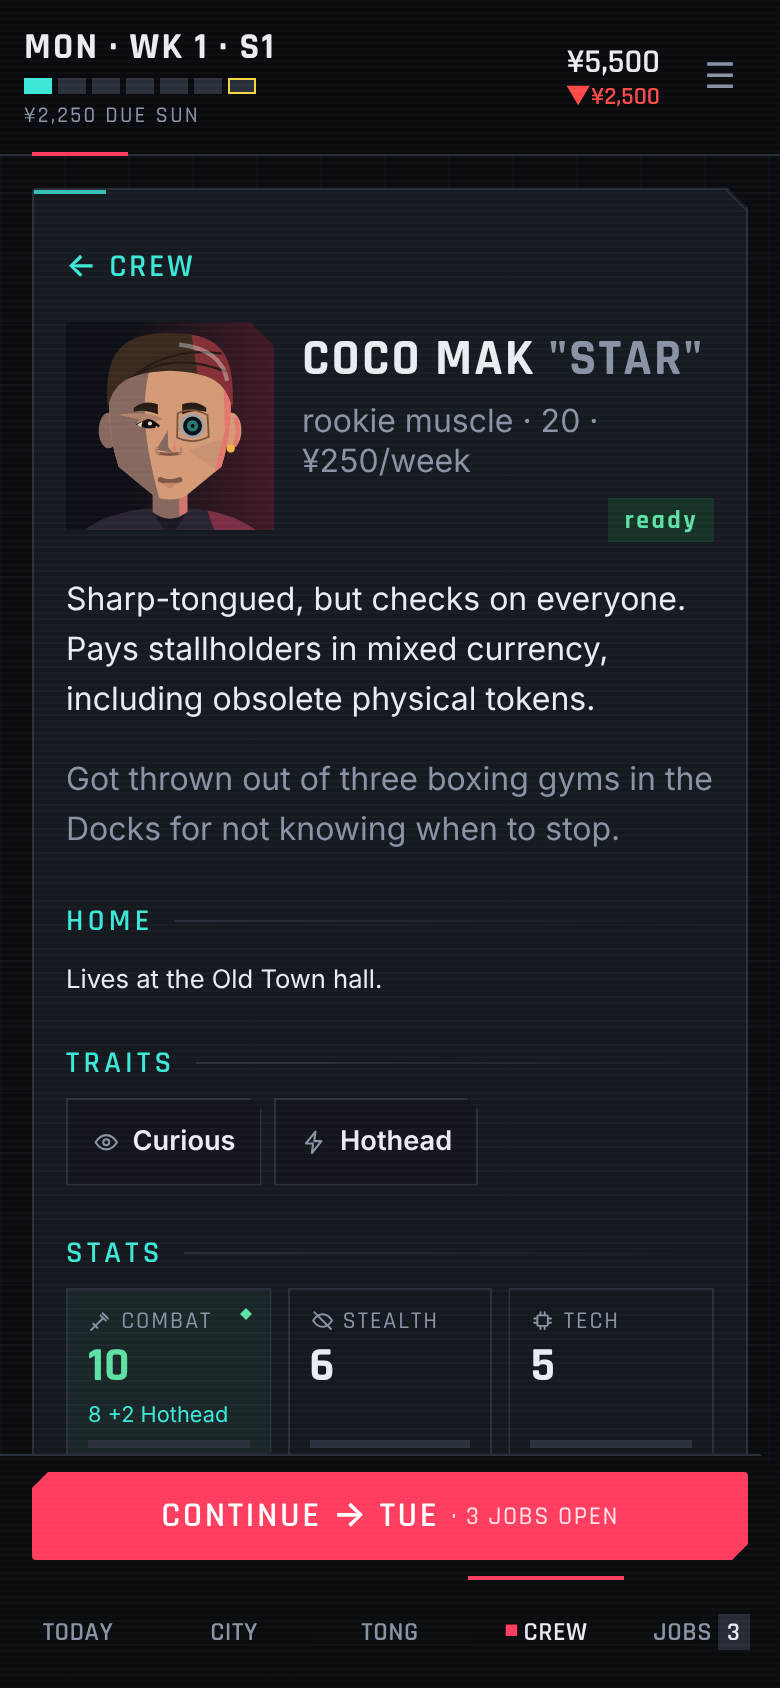 MON · WK 1 · S1
¥2,250 DUE SUN
¥5,500
▼¥2,500
☰
← CREW
COCO MAK "STAR"
rookie muscle · 20 ·
¥250/week
ready
Sharp-tongued, but checks on everyone.
Pays stallholders in mixed currency,
including obsolete physical tokens.
Got thrown out of three boxing gyms in the
Docks for not knowing when to stop.
HOME
Lives at the Old Town hall.
TRAITS
Curious
Hothead
STATS
COMBAT
10
8 +2 Hothead
STEALTH
6
TECH
5
CONTINUE → TUE · 3 JOBS OPEN
TODAY
CITY
TONG
CREW
JOBS 3